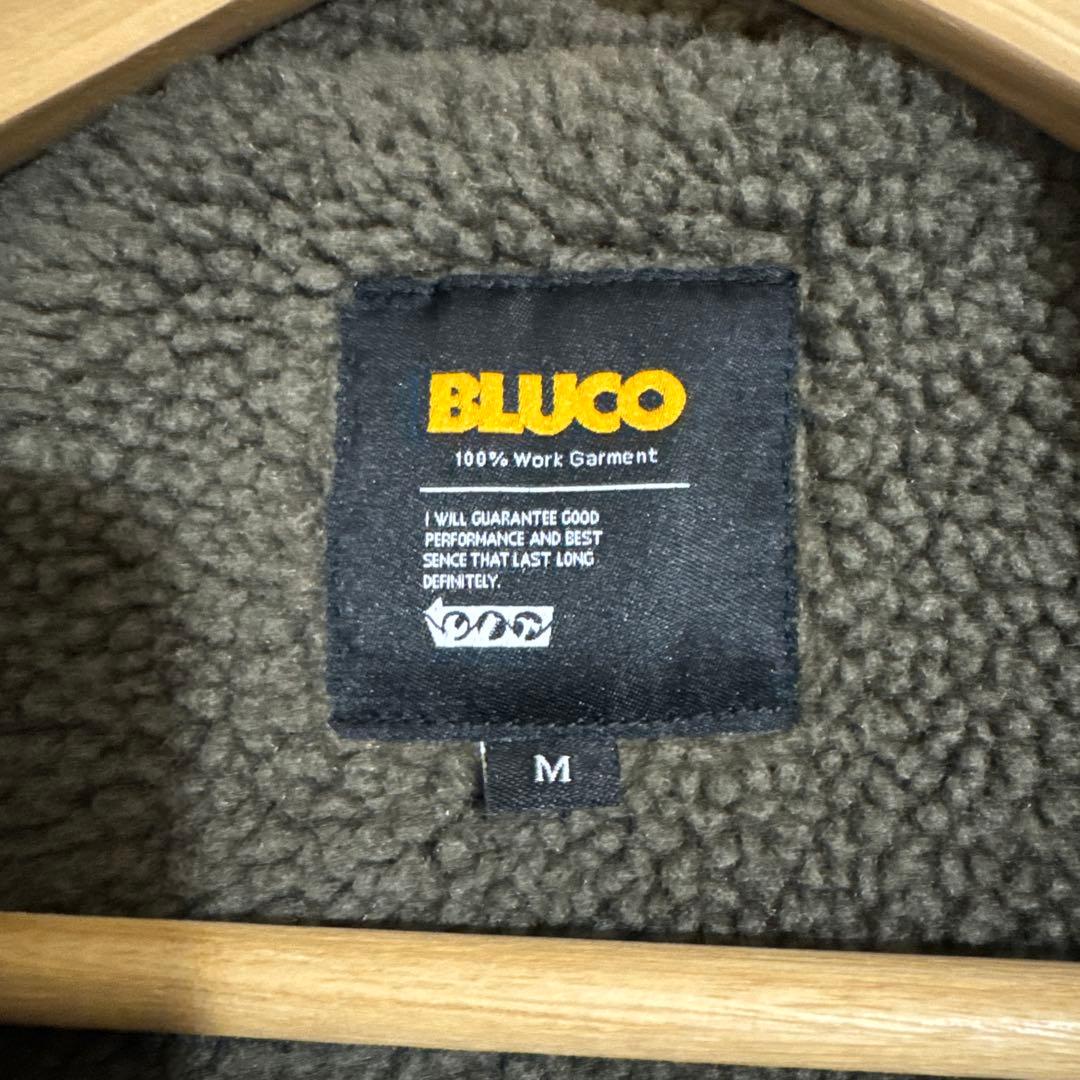 BLUCO
100% Work Garment
I WILL GUARANTEE GOOD
PERFORMANCE AND BEST
SENCE THAT LAST LONG
DEFINITELY.
M